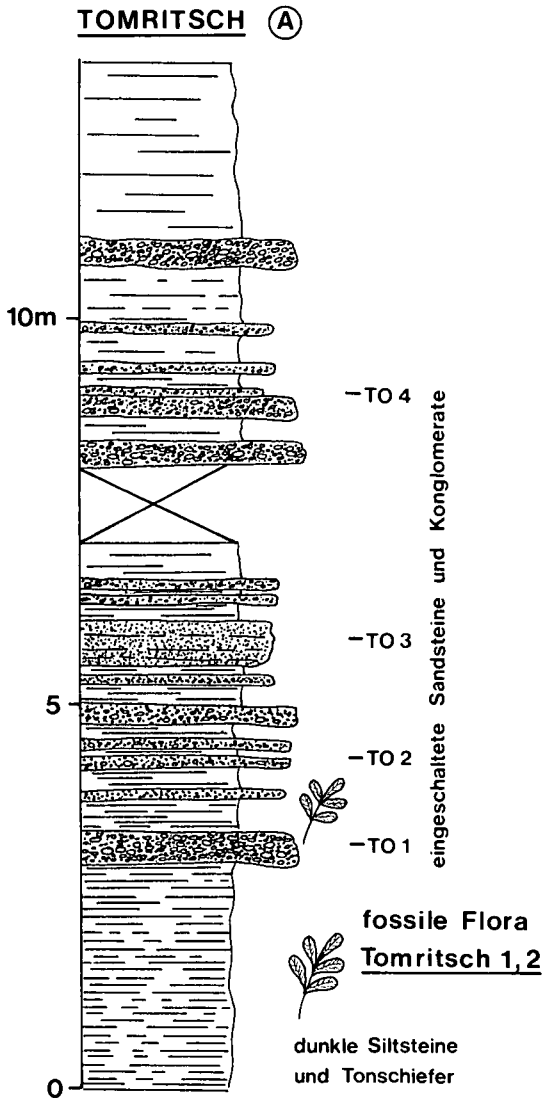 TOMRITSCH A
10m
TO 4
TO 3
5
TO 2
TO 1
eingeschaltete Sandsteine und Konglomerate
fossile Flora
Tomritsch 1,2
dunkle Siltsteine
und Tonschiefer
0